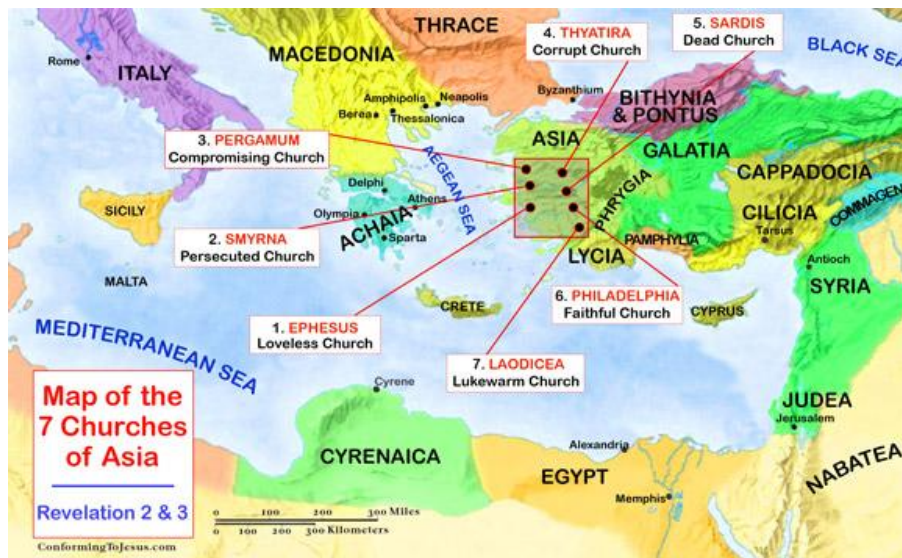 THRACE
5. SARDIS
Dead Church
4. THYATIRA
Corrupt Church
BLACK SEA
MACEDONIA
Rome
ITALY
Byzantium
BITHYNIA
& PONTUS
Amphipolis
Neapolis
Berea
Thessalonica
3. PERGAMUM
Compromising Church
ASIA
GALATIA
CAPPADOCIA
AEGEAN SEA
PHRYGIA
COMMAGENE
CILICIA
Tarsus
Delphi
Athens
Olympia
ACHAIA
Sparta
SICILY
2. SMYRNA
Persecuted Church
LYCIA
PAMPHYLIA
Antioch
SYRIA
MALTA
CRETE
6. PHILADELPHIA
Faithful Church
CYPRUS
1. EPHESUS
Loveless Church
MEDITERRANEAN SEA
7. LAODICEA
Lukewarm Church
Map of the
7 Churches
of Asia
Revelation 2 & 3
Cyrene
CYRENAICA
Alexandria
EGYPT
Memphis
JUDEA
Jerusalem
NABATEA
0 100 200 300 Miles
0 100 200 300 Kilometers
ConformingToJesus.com